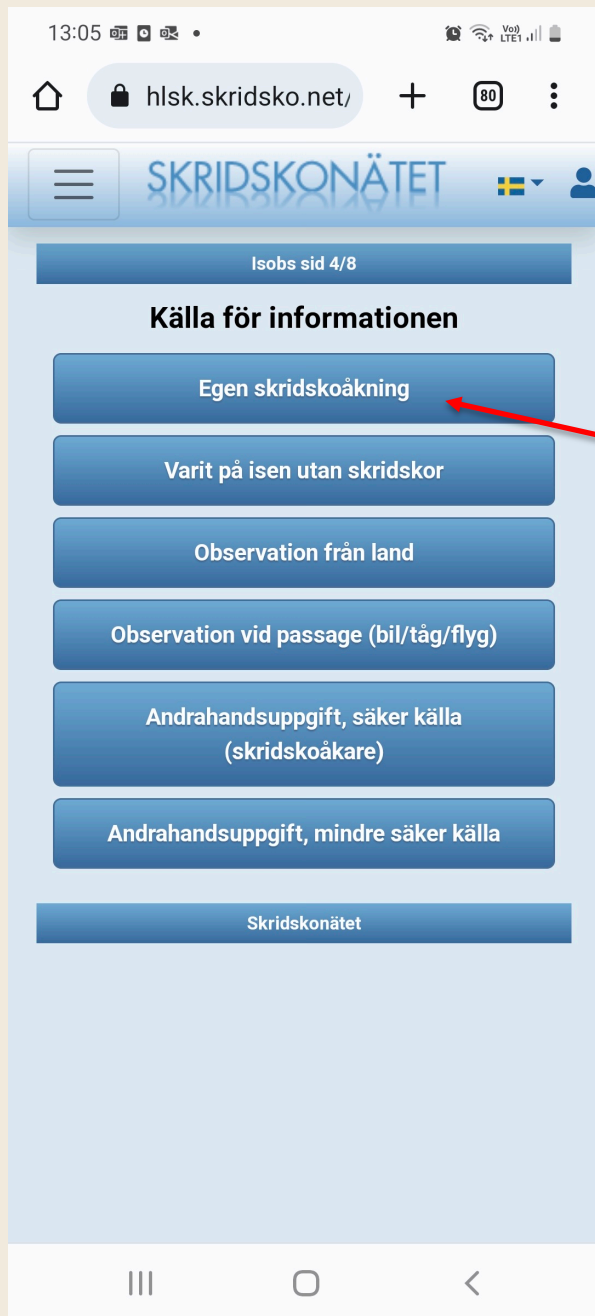 13:05
Vo))
LTE1
hlsk.skridsko.net/
80
SKRIDSKONÄTET
Isobs sid 4/8
Källa för informationen
Egen skridskoåkning
Varit på isen utan skridskor
Observation från land
Observation vid passage (bil/tåg/flyg)
Andrahandsuppgift, säker källa
(skridskoåkare)
Andrahandsuppgift, mindre säker källa
Skridskonätet